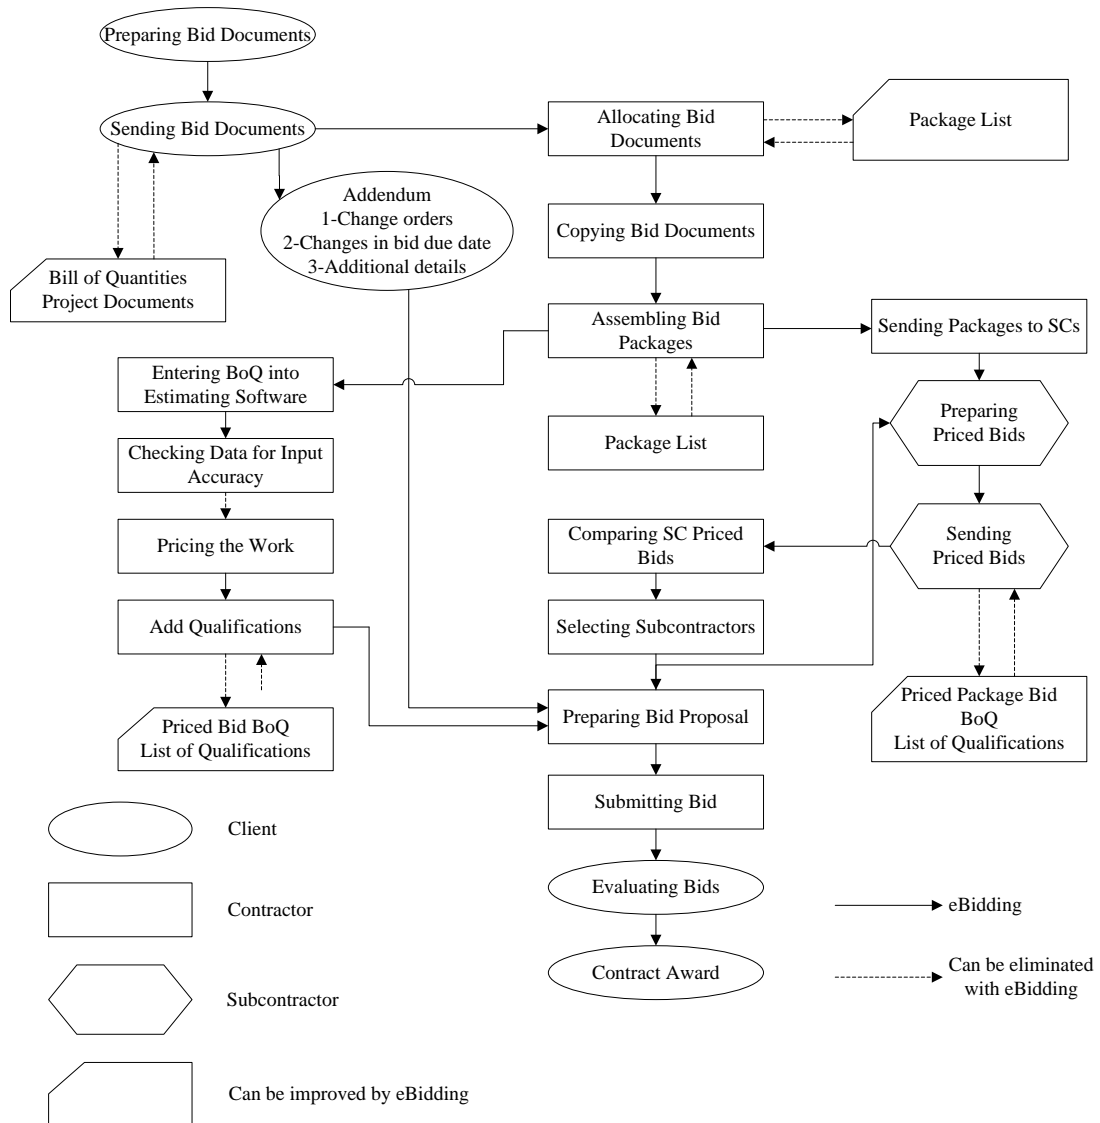 Preparing Bid Documents
Sending Bid Documents
Allocating Bid
Documents
Package List
Addendum
1-Change orders
2-Changes in bid due date
3-Additional details
Copying Bid Documents
Bill of Quantities
Project Documents
Assembling Bid
Packages
Sending Packages to SCs
Entering BoQ into
Estimating Software
Preparing
Priced Bids
Package List
Checking Data for Input
Accuracy
Pricing the Work
Comparing SC Priced
Bids
Sending
Priced Bids
Add Qualifications
Selecting Subcontractors
Priced Bid BoQ
List of Qualifications
Preparing Bid Proposal
Priced Package Bid
BoQ
List of Qualifications
Submitting Bid
Client
Evaluating Bids
Contractor
eBidding
Contract Award
Can be eliminated
with eBidding
Subcontractor
Can be improved by eBidding